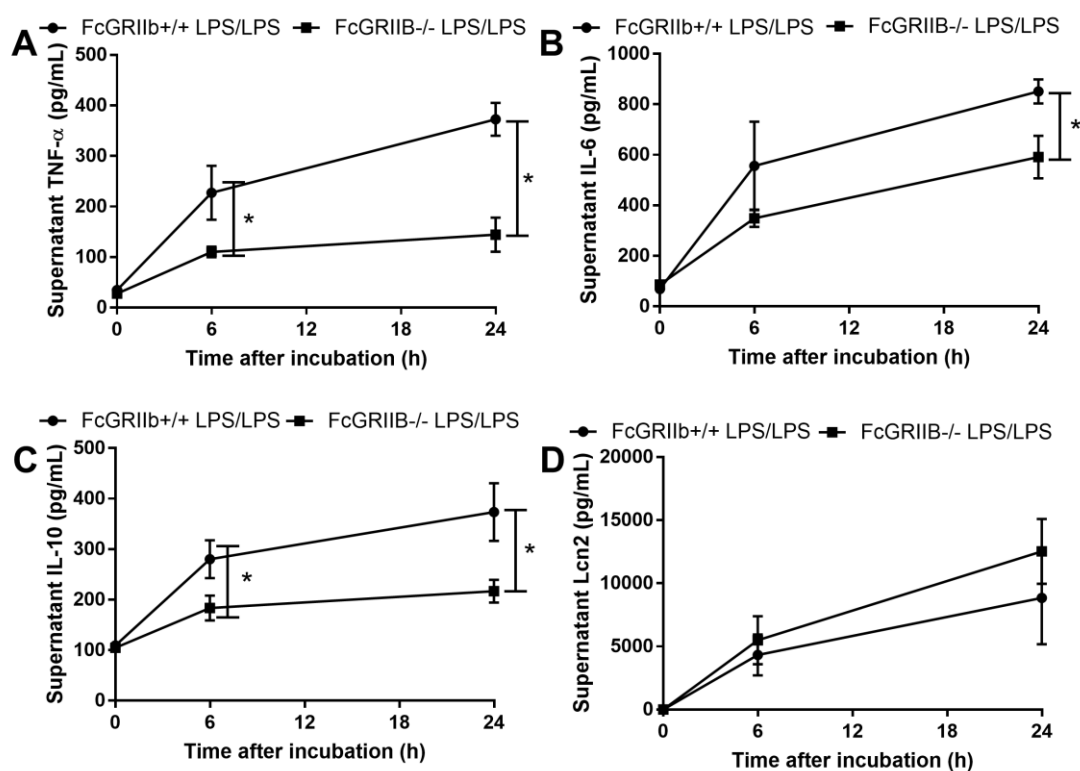 A
FcGRIIb+/+ LPS/LPS FcGRIIB-/- LPS/LPS
Supernatant TNF-α (pg/mL)
500
400
300
200
100
0
*
*
0 6 12 18 24
Time after incubation (h)
B
FcGRIIb+/+ LPS/LPS FcGRIIB-/- LPS/LPS
Supernatant IL-6 (pg/mL)
1000
800
600
400
200
0
*
0 6 12 18 24
Time after incubation (h)
C
FcGRIIb+/+ LPS/LPS FcGRIIB-/- LPS/LPS
Supernatant IL-10 (pg/mL)
500
400
300
200
100
0
*
*
0 6 12 18 24
Time after incubation (h)
D
FcGRIIb+/+ LPS/LPS FcGRIIB-/- LPS/LPS
Supernatant Lcn2 (pg/mL)
20000
15000
10000
5000
0
0 6 12 18 24
Time after incubation (h)